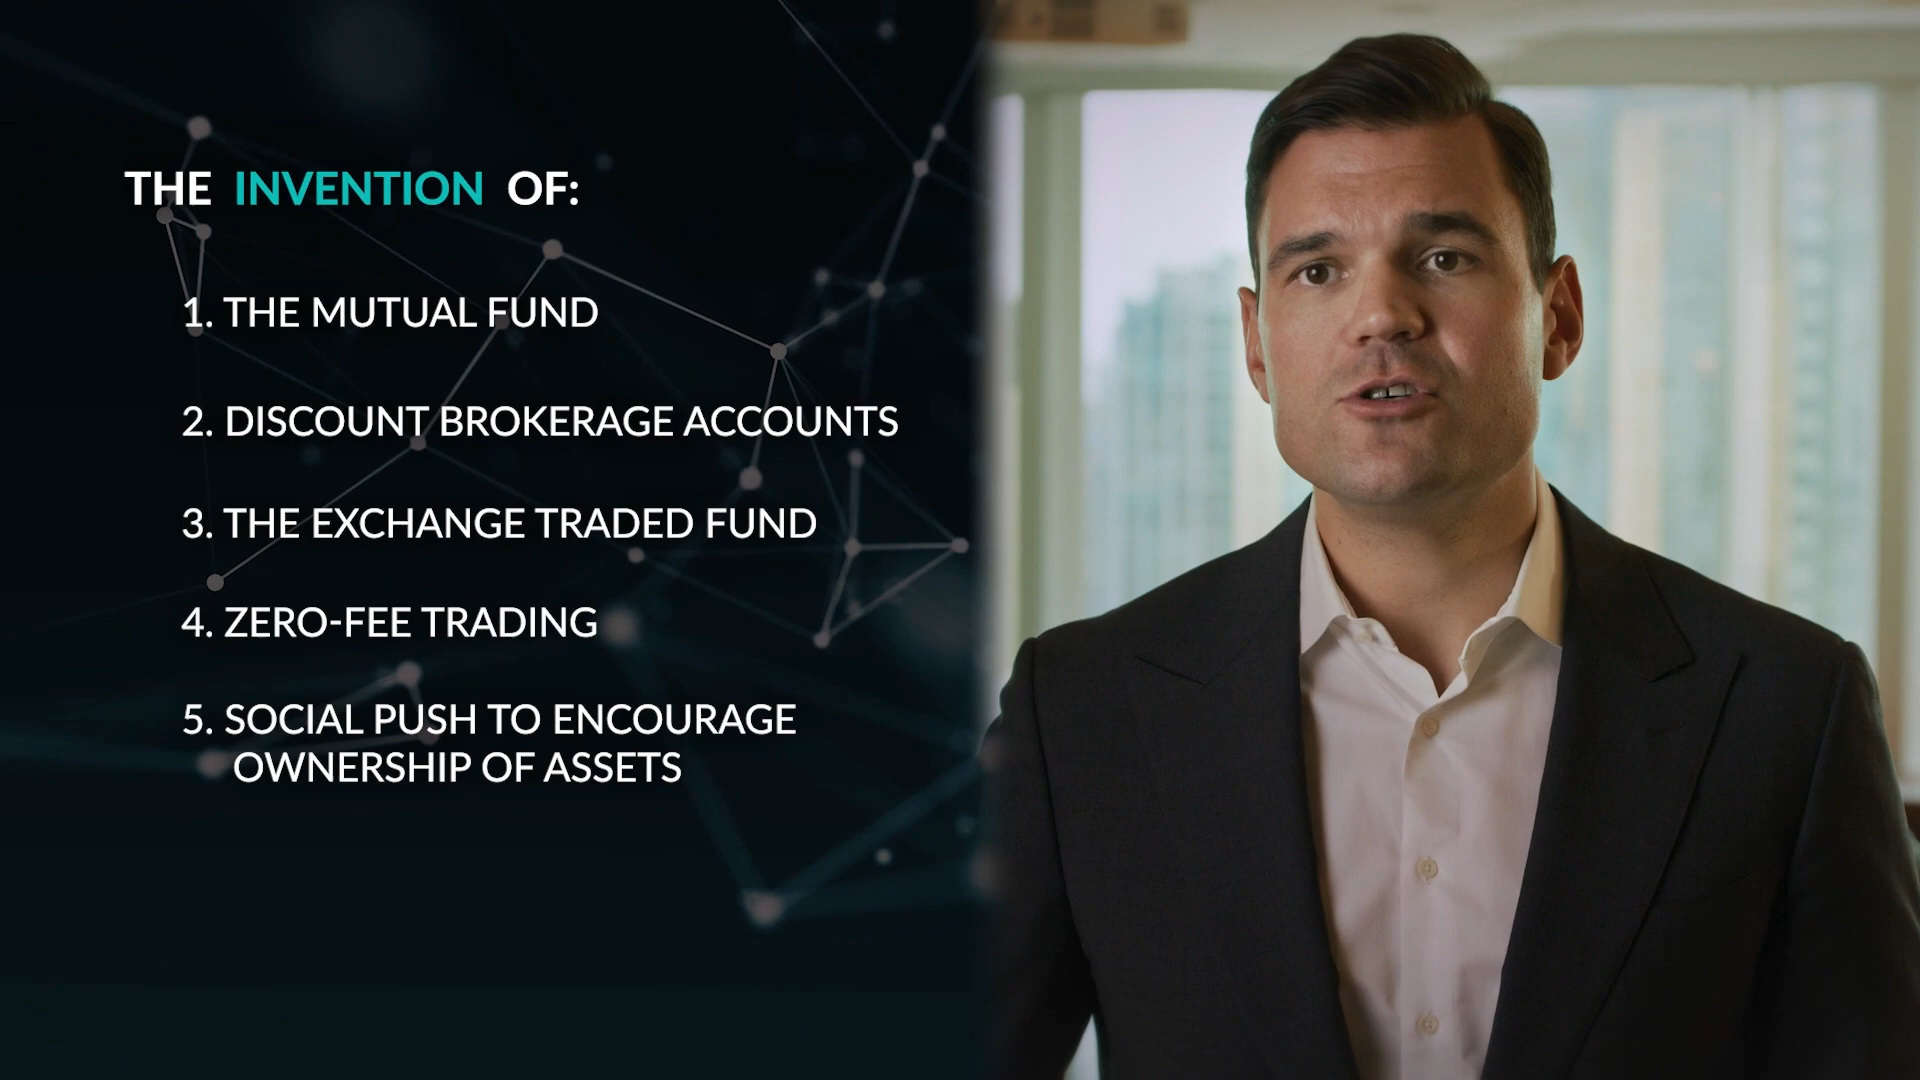 THE INVENTION OF:
1. THE MUTUAL FUND
2. DISCOUNT BROKERAGE ACCOUNTS
3. THE EXCHANGE TRADED FUND
4. ZERO-FEE TRADING
5. SOCIAL PUSH TO ENCOURAGE
OWNERSHIP OF ASSETS